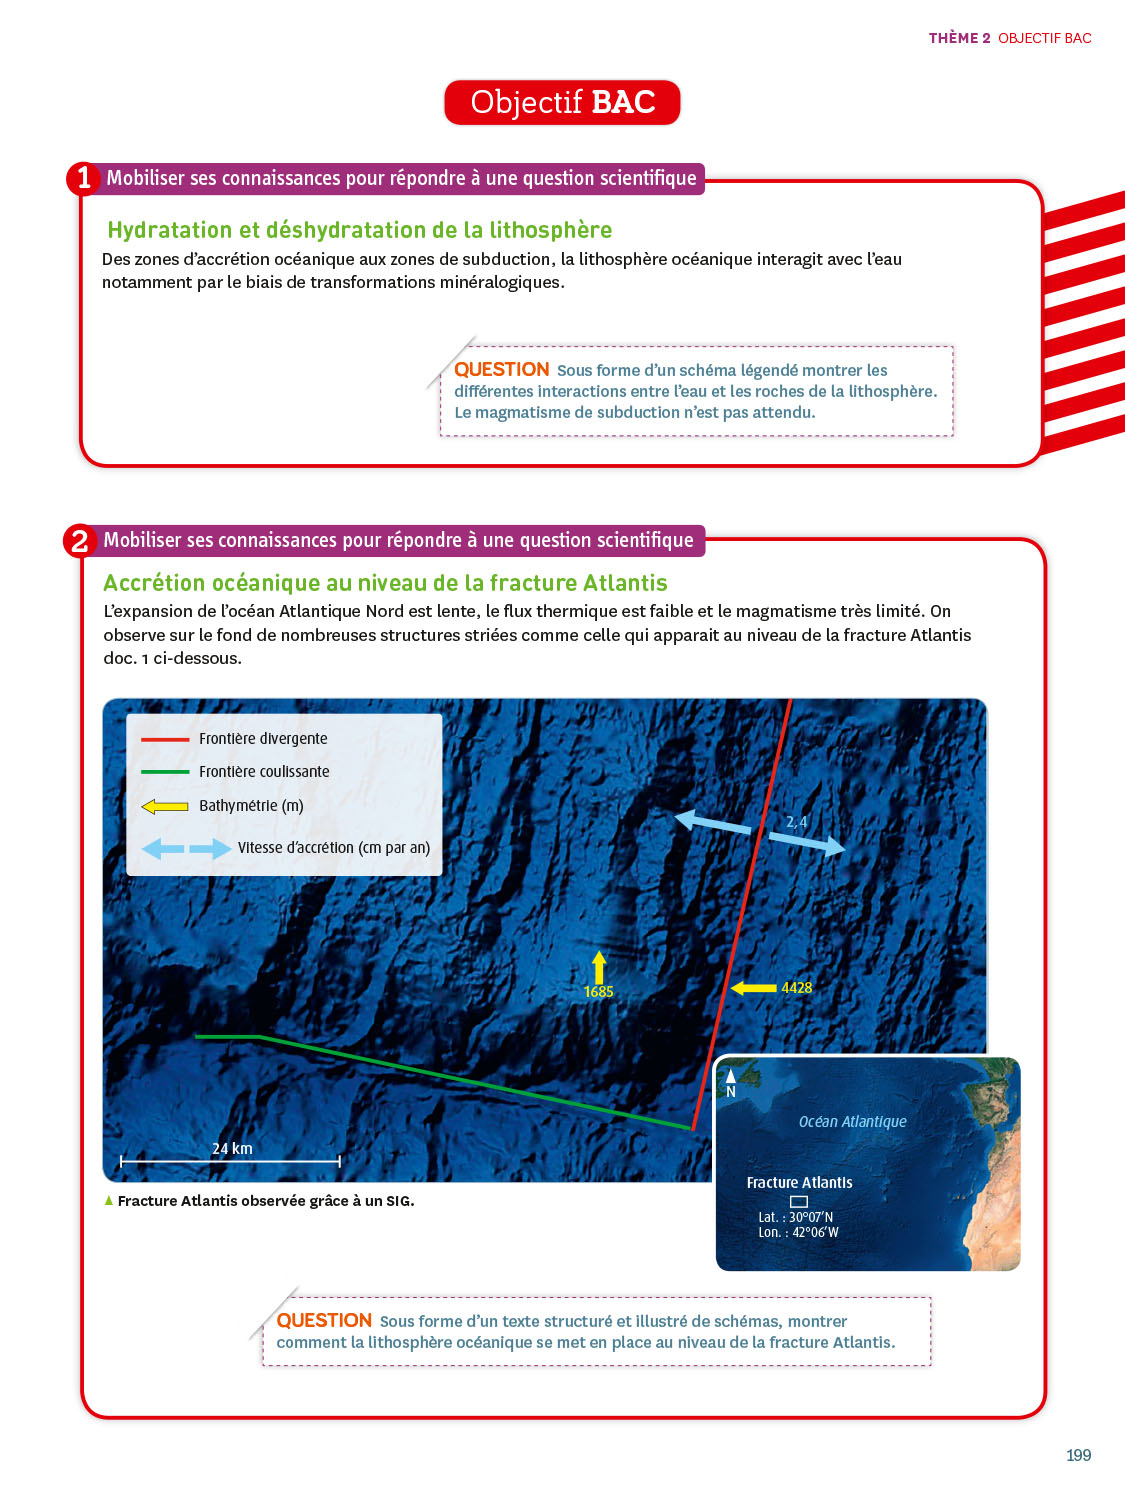 THÈME 2 OBJECTIF BAC
Objectif BAC
1 Mobiliser ses connaissances pour répondre à une question scientifique
Hydratation et déshydratation de la lithosphère
Des zones d’accrétion océanique aux zones de subduction, la lithosphère océanique interagit avec l’eau
notamment par le biais de transformations minéralogiques.
QUESTION Sous forme d’un schéma légendé montrer les
différentes interactions entre l’eau et les roches de la lithosphère.
Le magmatisme de subduction n’est pas attendu.
2 Mobiliser ses connaissances pour répondre à une question scientifique
Accrétion océanique au niveau de la fracture Atlantis
L’expansion de l’océan Atlantique Nord est lente, le flux thermique est faible et le magmatisme très limité. On
observe sur le fond de nombreuses structures striées comme celle qui apparait au niveau de la fracture Atlantis
doc. 1 ci-dessous.
Frontière divergente
Frontière coulissante
Bathymétrie (m)
Vitesse d’accrétion (cm par an)
2,4
1685
4428
24 km
N
Océan Atlantique
Fracture Atlantis
Lat. : 30°07’N
Lon. : 42°06’W
Fracture Atlantis observée grâce à un SIG.
QUESTION Sous forme d’un texte structuré et illustré de schémas, montrer
comment la lithosphère océanique se met en place au niveau de la fracture Atlantis.
199